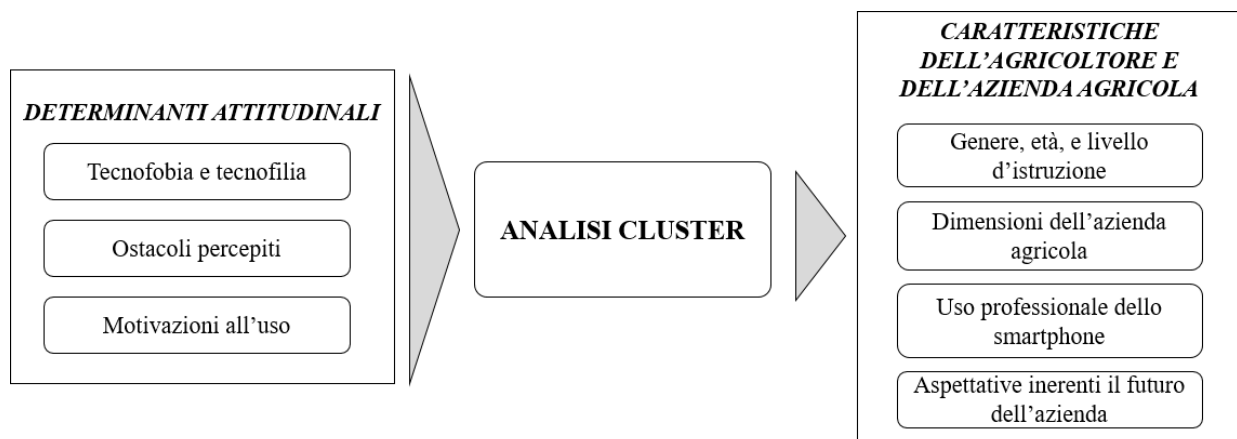 DETERMINANTI ATTITUDINALI
Tecnofobia e tecnofilia
Ostacoli percepiti
Motivazioni all’uso
ANALISI CLUSTER
CARATTERISTICHE
DELL’AGRICOLTORE E
DELL’AZIENDA AGRICOLA
Genere, età, e livello
d’istruzione
Dimensioni dell’azienda
agricola
Uso professionale dello
smartphone
Aspettative inerenti il futuro
dell’azienda